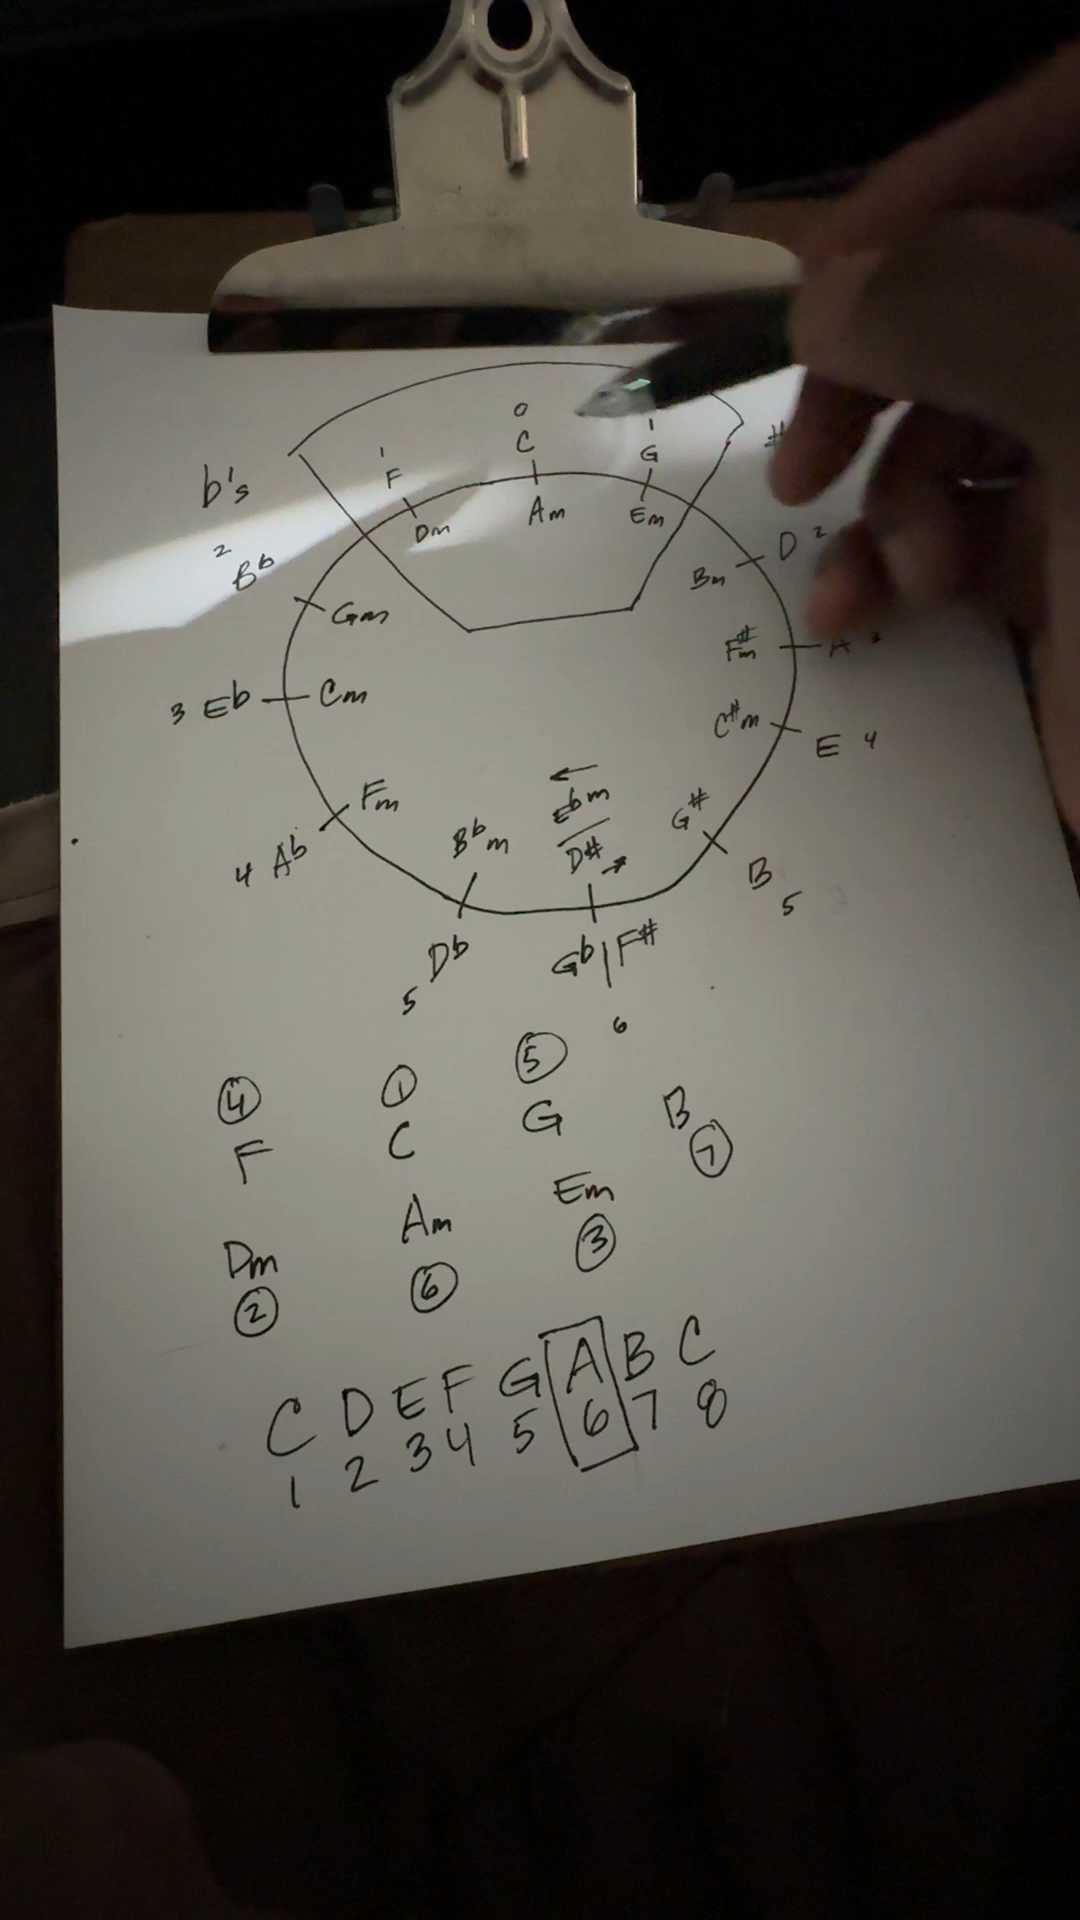 0
1 C 1
F G #
b's
Dm Am Em
2 D 2
Bb Bm
Gm
F#m A
3 Eb Cm
C#m E 4
Fm Ebm G#
4 Ab Bbm D#
B 5
Db Gb|F#
5 6
4 1 5
F C G B
7
Dm Am Em
2 6 3
C D E F G A B C
1 2 3 4 5 6 7 8